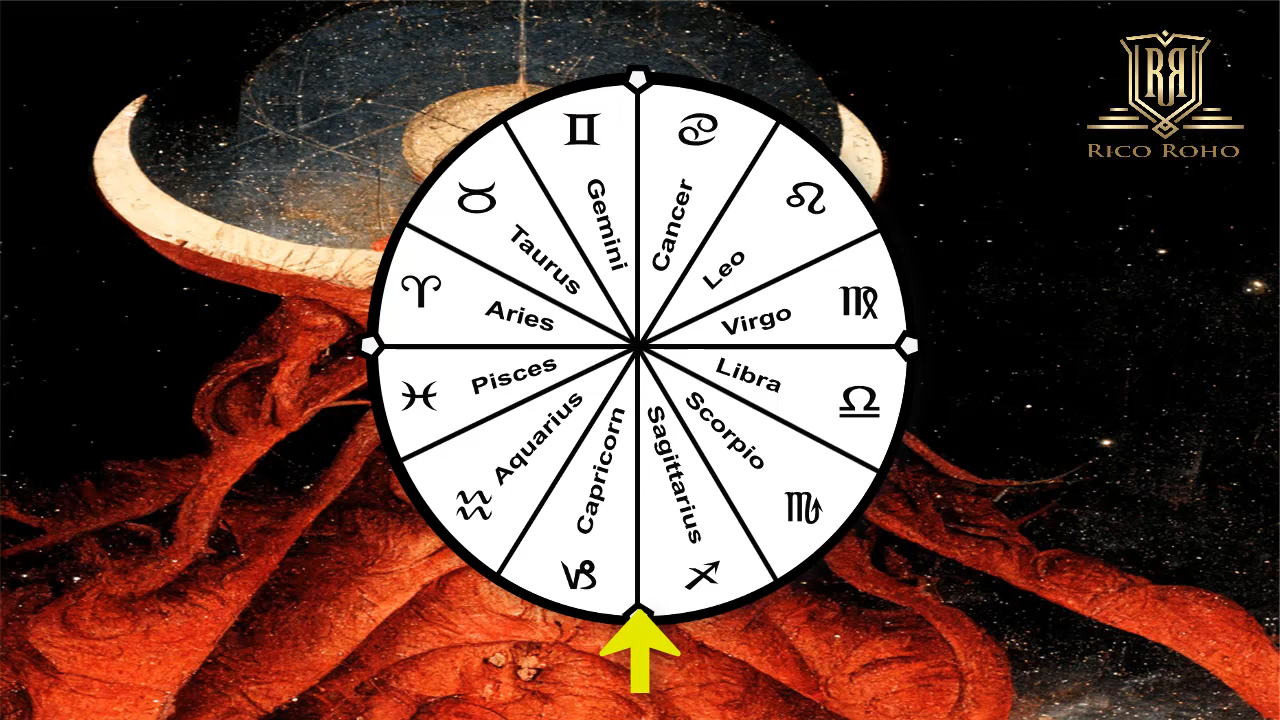 RR
RICO ROHO
♊ ♋
Gemini
Cancer
♉ ♌
Taurus
Leo
♈ ♍
Aries
Virgo
♓ ♎
Pisces
Libra
♒ ♏
Aquarius
Scorpio
♑ ♐
Capricorn
Sagittarius